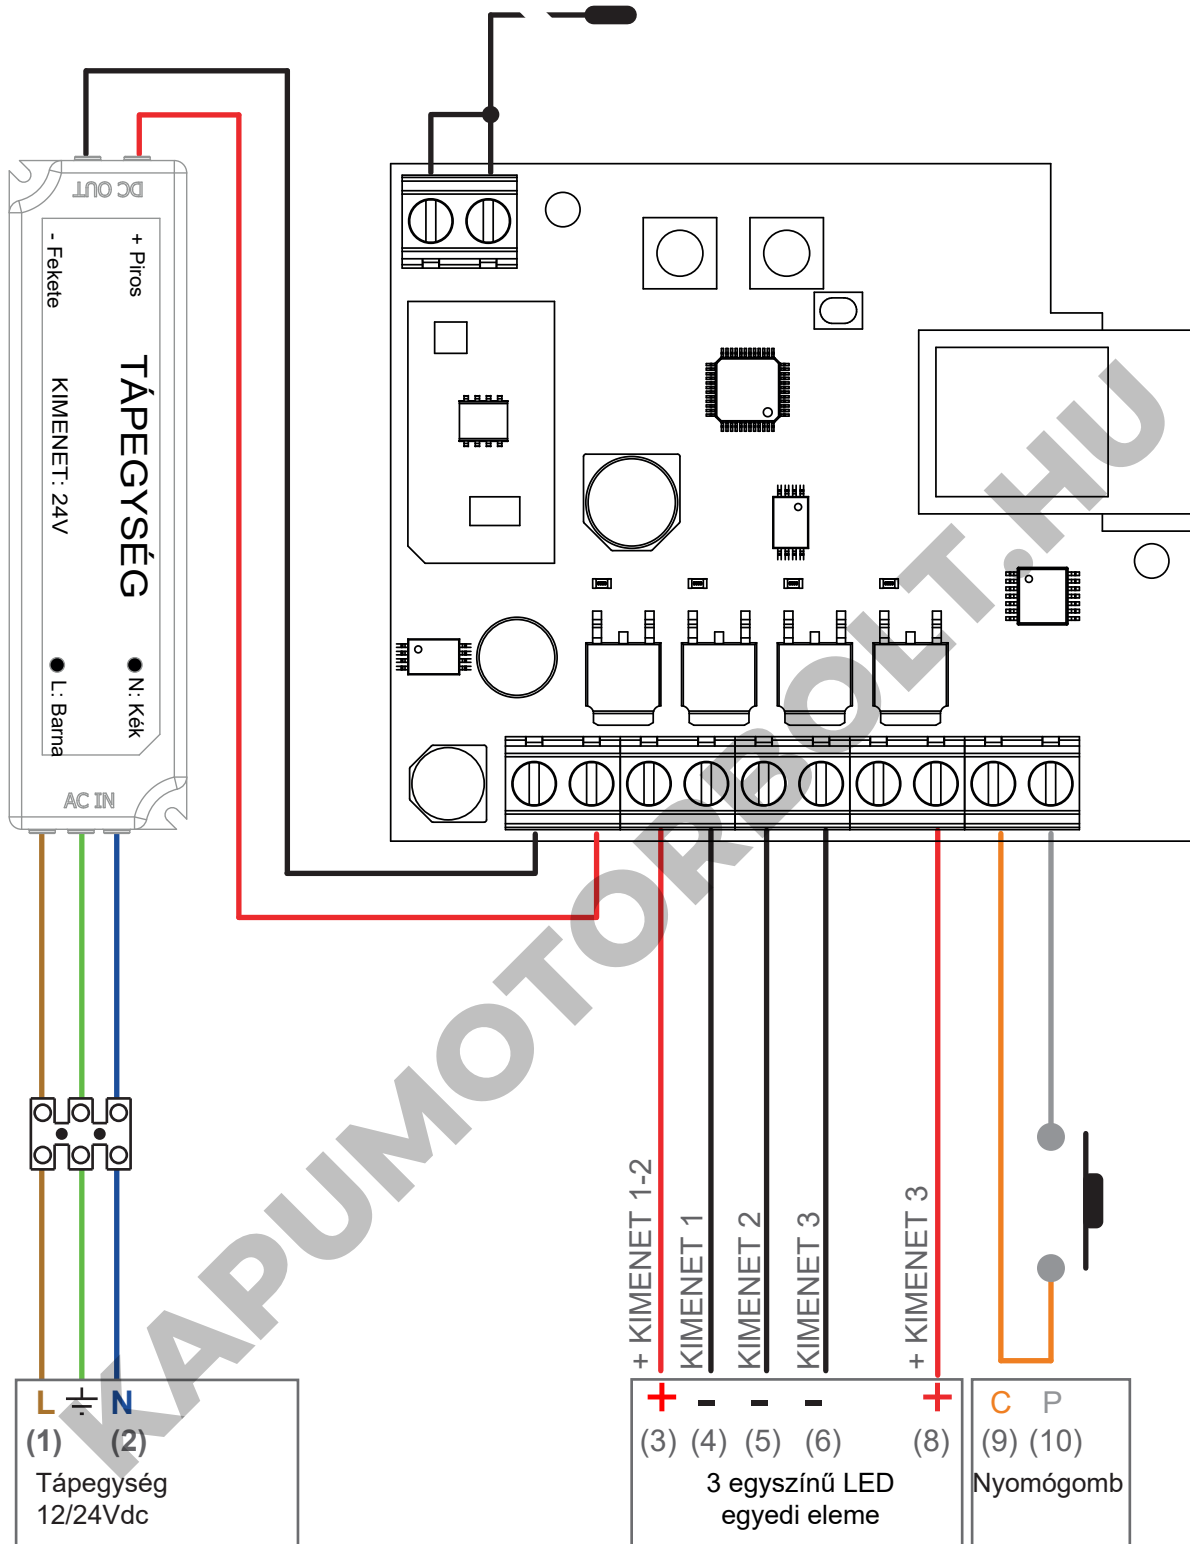 DC OUT
- Fekete
+ Piros
TÁPEGYSÉG
KIMENET: 24V
L: Barna
N: Kék
AC IN
KAPUMOTORBOLT.HU
+ KIMENET 1-2
KIMENET 1
KIMENET 2
KIMENET 3
+ KIMENET 3
L N
(1) (2)
Tápegység
12/24Vdc
+ - - - +
(3) (4) (5) (6) (8)
3 egyszínű LED
egyedi eleme
C P
(9) (10)
Nyomógomb